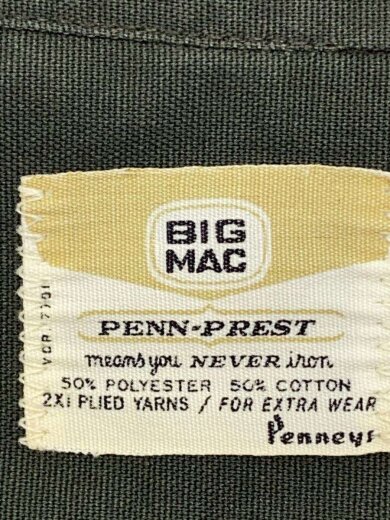 BIG
MAC
PENN-PREST
means you NEVER iron
50% POLYESTER 50% COTTON
2X1 PLIED YARNS / FOR EXTRA WEAR
Penneys